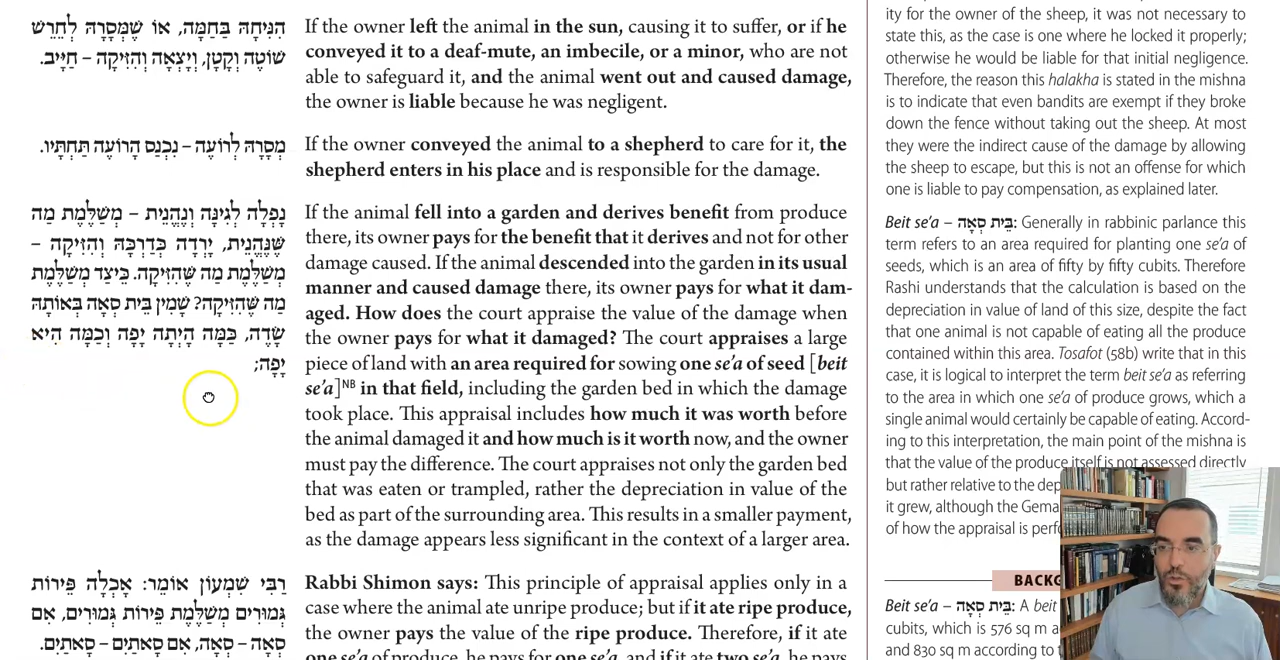 הִנִּיחָהּ בַּחַמָּה, אוֹ שֶׁמְּסָרָהּ לְחֵרֵשׁ
שׁוֹטֶה וְקָטָן, וְיָצְאָה וְהִזִּיקָה – חַיָּיב.
מְסָרָהּ לְרוֹעֶה – נִכְנַס הָרוֹעֶה תַּחְתָּיו.
נָפְלָה לְגִינָּה וְנֶהֱנֵית – מְשַׁלֶּמֶת מַה
שֶּׁנֶּהֱנֵית, יָרְדָה כְּדַרְכָּהּ וְהִזִּיקָה –
מְשַׁלֶּמֶת מַה שֶּׁהִזִּיקָה. כֵּיצַד מְשַׁלֶּמֶת
מַה שֶּׁהִזִּיקָה? שָׁמִין בֵּית סְאָה בְּאוֹתָהּ
שָׂדֶה, כַּמָּה הָיְתָה יָפָה וְכַמָּה הִיא
יָפָה;
רַבִּי שִׁמְעוֹן אוֹמֵר: אָכְלָה פֵּירוֹת
גְּמוּרִים מְשַׁלֶּמֶת פֵּירוֹת גְּמוּרִים, אִם
סְאָה – סְאָה, אִם סָאתַיִם – סָאתַיִם.
If the owner left the animal in the sun, causing it to suffer, or if he
conveyed it to a deaf-mute, an imbecile, or a minor, who are not
able to safeguard it, and the animal went out and caused damage,
the owner is liable because he was negligent.
If the owner conveyed the animal to a shepherd to care for it, the
shepherd enters in his place and is responsible for the damage.
If the animal fell into a garden and derives benefit from produce
there, its owner pays for the benefit that it derives and not for other
damage caused. If the animal descended into the garden in its usual
manner and caused damage there, its owner pays for what it dam-
aged. How does the court appraise the value of the damage when
the owner pays for what it damaged? The court appraises a large
piece of land with an area required for sowing one se'a of seed [beit
se'a]NB in that field, including the garden bed in which the damage
took place. This appraisal includes how much it was worth before
the animal damaged it and how much is it worth now, and the owner
must pay the difference. The court appraises not only the garden bed
that was eaten or trampled, rather the depreciation in value of the
bed as part of the surrounding area. This results in a smaller payment,
as the damage appears less significant in the context of a larger area.
Rabbi Shimon says: This principle of appraisal applies only in a
case where the animal ate unripe produce; but if it ate ripe produce,
the owner pays the value of the ripe produce. Therefore, if it ate
one se'a of produce, he pays for one se'a, and if it ate two se'a, he pays
ity for the owner of the sheep, it was not necessary to
state this, as the case is one where he locked it properly;
otherwise he would be liable for that initial negligence.
Therefore, the reason this halakha is stated in the mishna
is to indicate that even bandits are exempt if they broke
down the fence without taking out the sheep. At most
they were the indirect cause of the damage by allowing
the sheep to escape, but this is not an offense for which
one is liable to pay compensation, as explained later.
Beit se'a – בֵּית סְאָה: Generally in rabbinic parlance this
term refers to an area required for planting one se'a of
seeds, which is an area of fifty by fifty cubits. Therefore
Rashi understands that the calculation is based on the
depreciation in value of land of this size, despite the fact
that one animal is not capable of eating all the produce
contained within this area. Tosafot (58b) write that in this
case, it is logical to interpret the term beit se'a as referring
to the area in which one se'a of produce grows, which a
single animal would certainly be capable of eating. Accord-
ing to this interpretation, the main point of the mishna is
that the value of the produce itself is not assessed directly
but rather relative to the
it grew, although the
of how the appraisal is
Beit se'a – בֵּית סְאָה: A
cubits, which is 576 sq m
and 830 sq m according to